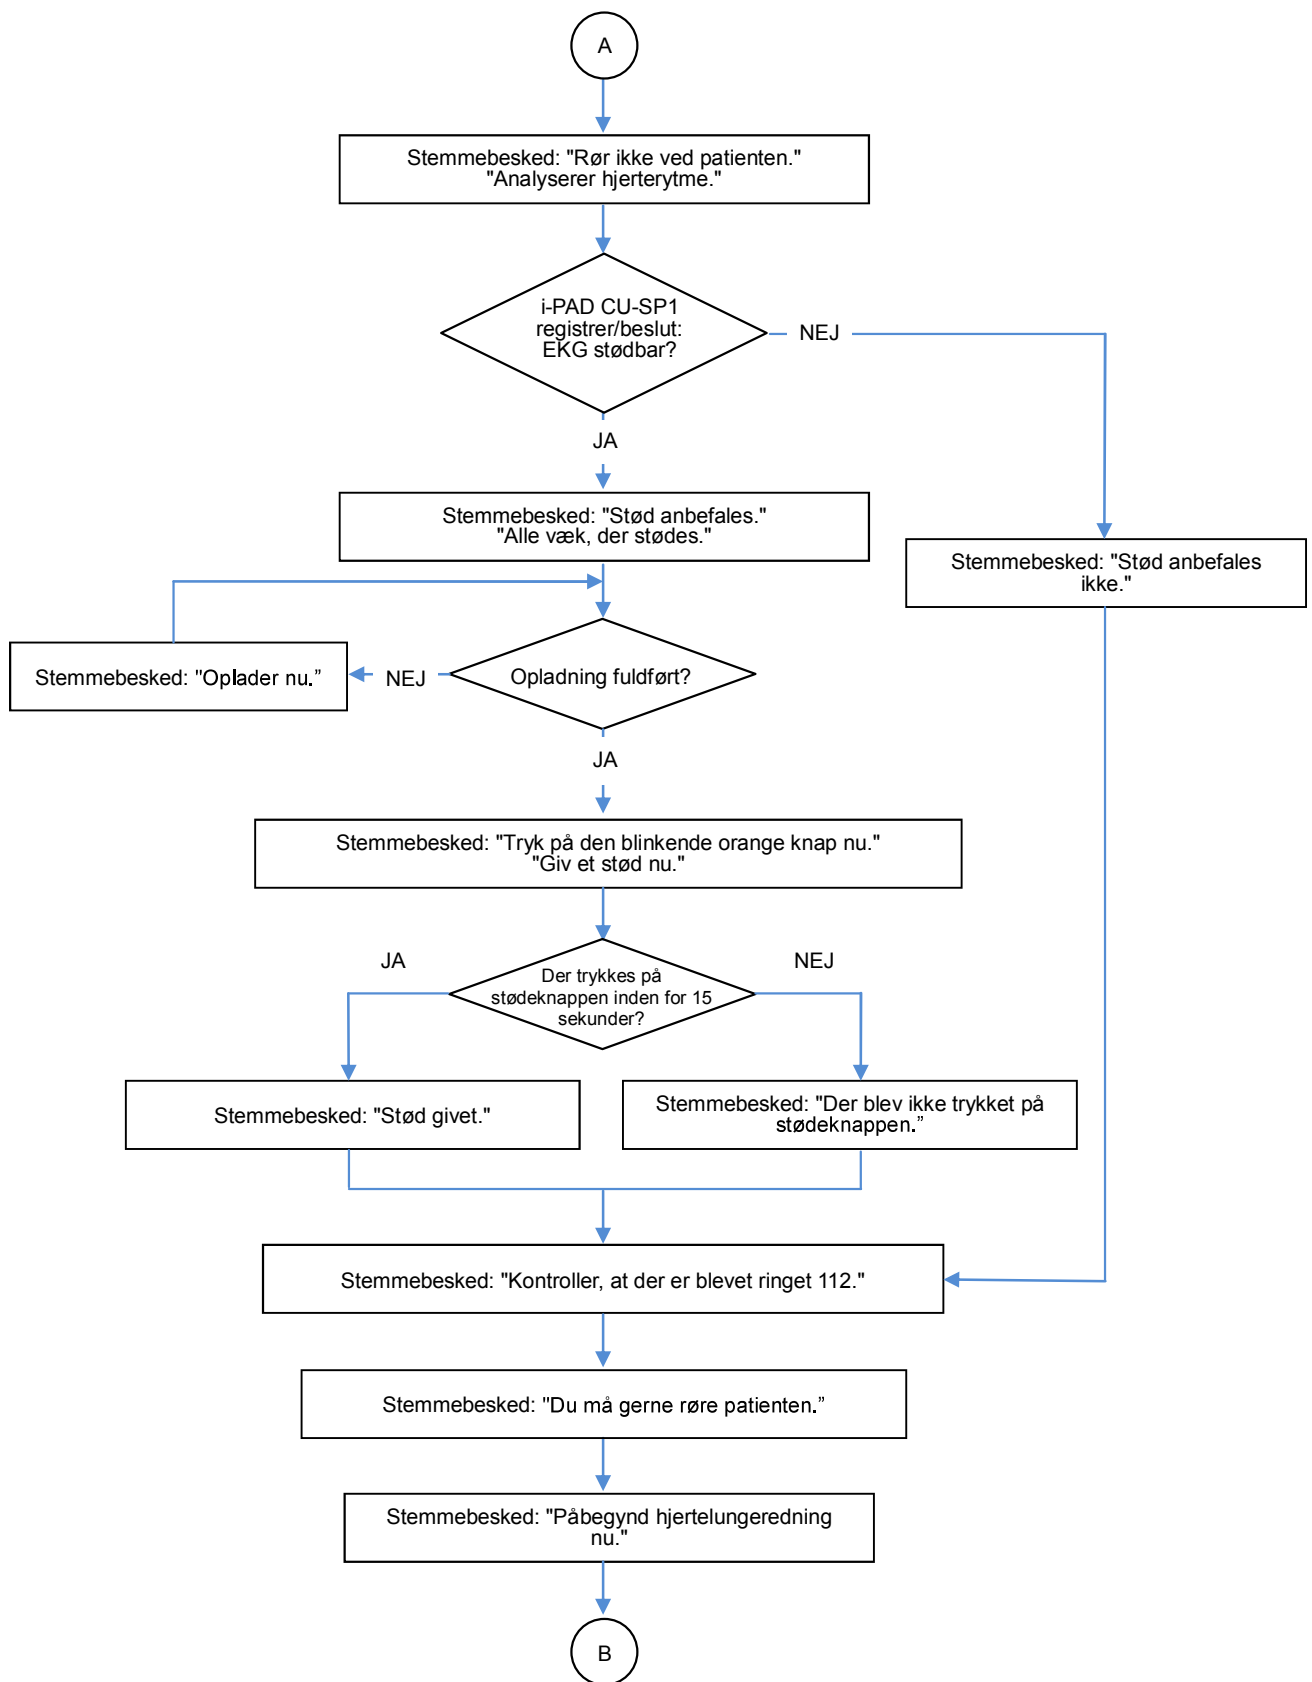 A
Stemmebesked: "Rør ikke ved patienten."
"Analyserer hjerterytme."
i-PAD CU-SP1
registrer/beslut:
EKG stødbar?
NEJ
JA
Stemmebesked: "Stød anbefales."
"Alle væk, der stødes."
Stemmebesked: "Stød anbefales
ikke."
Stemmebesked: "Oplader nu.”
NEJ
Opladning fuldført?
JA
Stemmebesked: "Tryk på den blinkende orange knap nu."
"Giv et stød nu."
JA
NEJ
Der trykkes på
stødeknappen inden for 15
sekunder?
Stemmebesked: "Stød givet."
Stemmebesked: "Der blev ikke trykket på
stødeknappen.”
Stemmebesked: "Kontroller, at der er blevet ringet 112."
Stemmebesked: "Du må gerne røre patienten.”
Stemmebesked: "Påbegynd hjertelungeredning
nu."
B